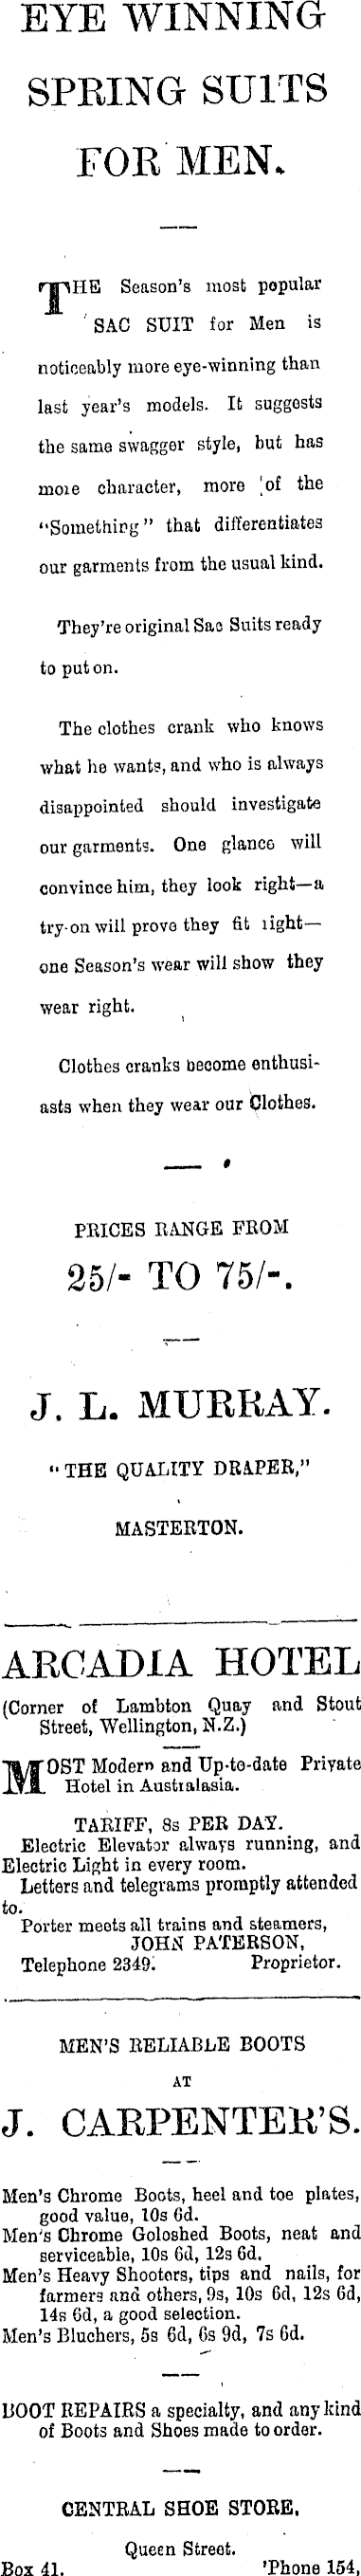 EYE WINNING
SPRING SUITS
FOR MEN.
THE Season's most popular
SAC SUIT for Men is
noticeably more eye-winning than
last year's models. It suggests
the same swagger style, but has
more character, more of the
"Something" that differentiates
our garments from the usual kind.
They're original Sac Suits ready
to put on.
The clothes crank who knows
what he wants, and who is always
disappointed should investigate
our garments. One glance will
convince him, they look right—a
try-on will prove they fit right—
one Season's wear will show they
wear right.
Clothes cranks become enthusi-
asts when they wear our Clothes.
PRICES RANGE FROM
25/- TO 75/-.
J. L. MURRAY.
"THE QUALITY DRAPER,"
MASTERTON.
ARCADIA HOTEL
(Corner of Lambton Quay and Stout
Street, Wellington, N.Z.)
MOST Modern and Up-to-date Private
Hotel in Australasia.
TARIFF, 8s PER DAY.
Electric Elevator always running, and
Electric Light in every room.
Letters and telegrams promptly attended
to.
Porter meets all trains and steamers,
JOHN PATERSON,
Telephone 2349. Proprietor.
MEN'S RELIABLE BOOTS
AT
J. CARPENTER'S.
Men's Chrome Boots, heel and toe plates,
good value, 10s 6d.
Men's Chrome Goloshed Boots, neat and
serviceable, 10s 6d, 12s 6d.
Men's Heavy Shooters, tips and nails, for
farmers and others, 9s, 10s 6d, 12s 6d,
14s 6d, a good selection.
Men's Bluchers, 5s 6d, 6s 9d, 7s 6d.
BOOT REPAIRS a specialty, and any kind
of Boots and Shoes made to order.
CENTRAL SHOE STORE,
Queen Street.
Box 41. 'Phone 154.